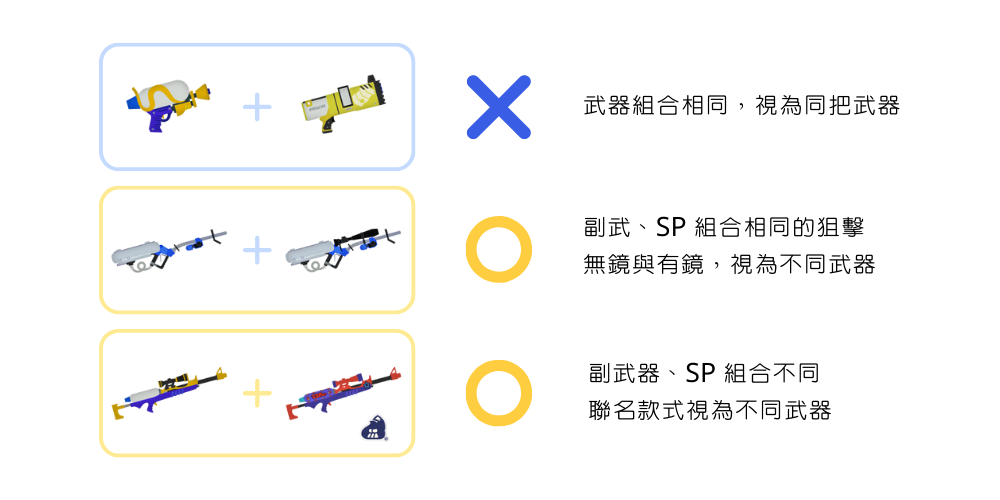 武器組合相同，視為同把武器
副武、SP 組合相同的狙擊
無鏡與有鏡，視為不同武器
副武器、SP 組合不同
聯名款式視為不同武器